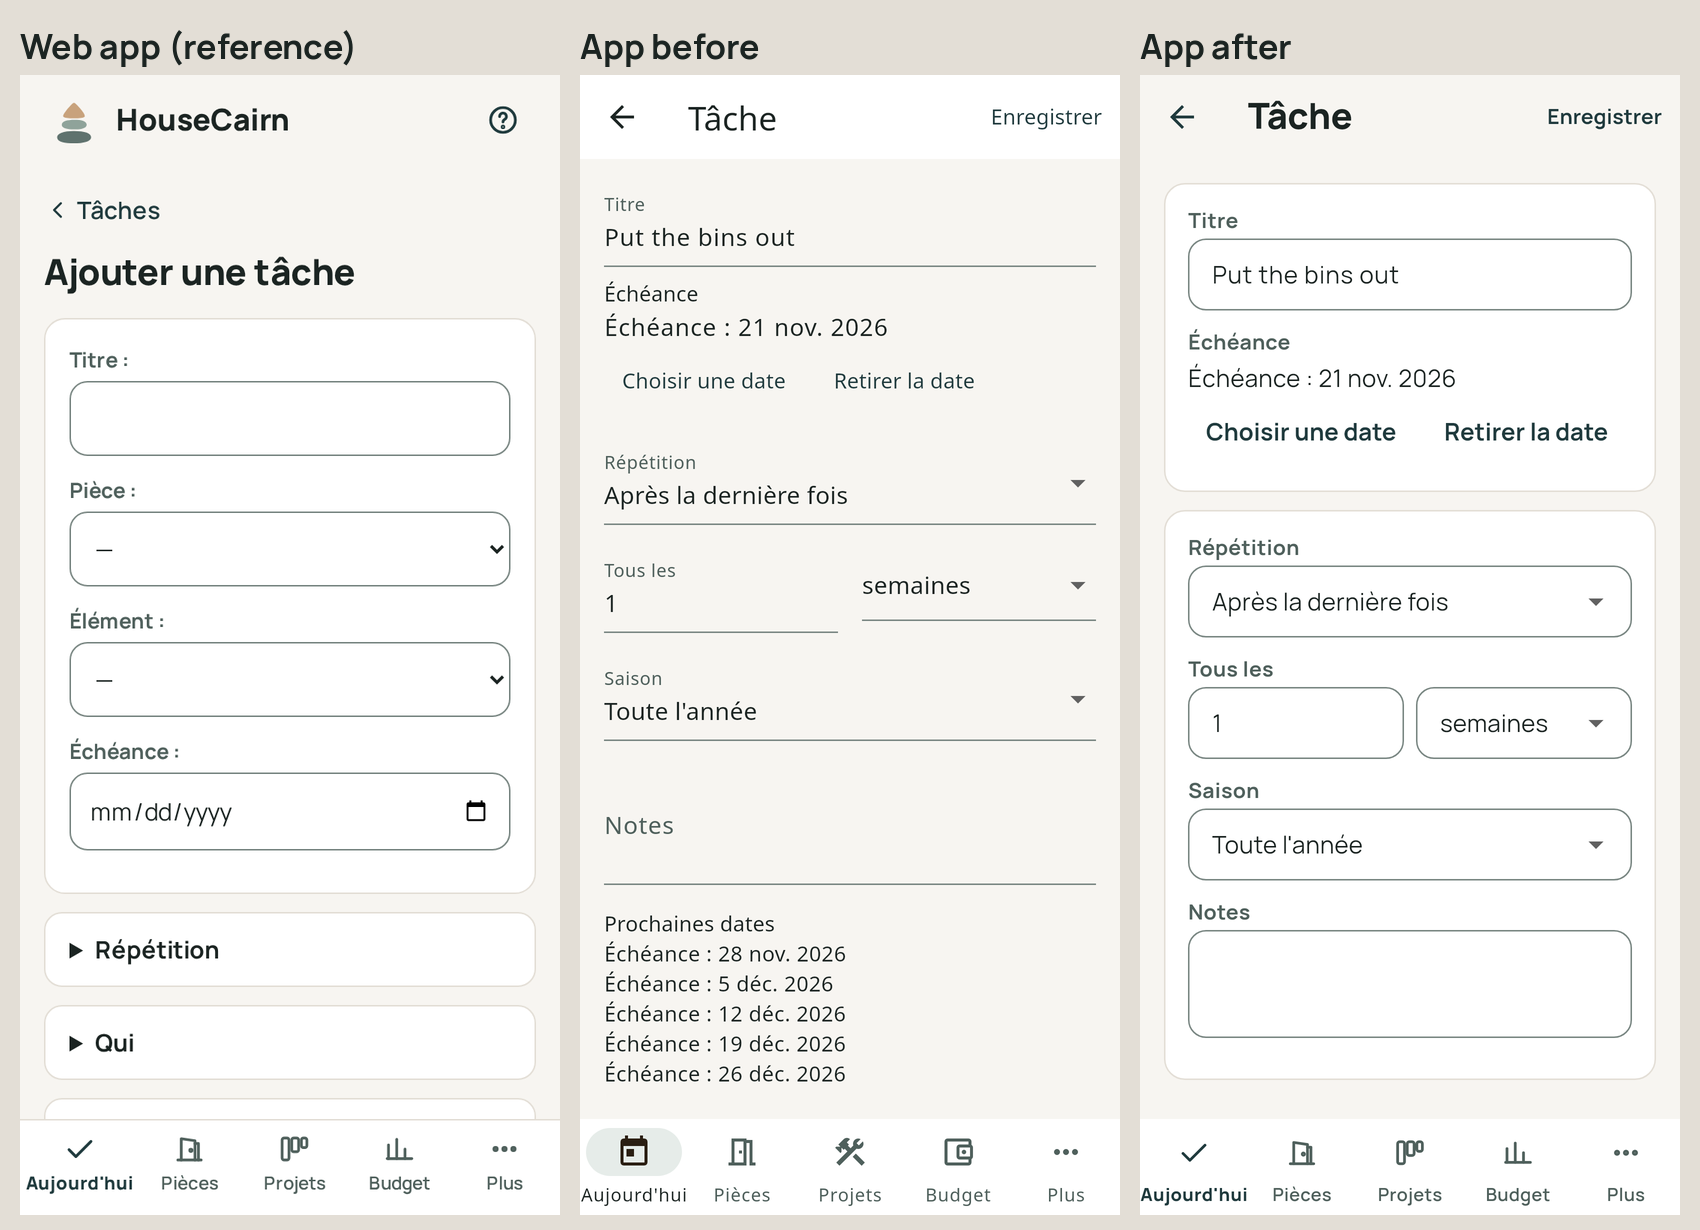 Web app (reference)
HouseCairn
Tâches
Ajouter une tâche
Titre :
Pièce :
—
Élément :
—
Échéance :
mm/dd/yyyy
Répétition
Qui
Aujourd'hui
Pièces
Projets
Budget
Plus
App before
Tâche
Enregistrer
Titre
Put the bins out
Échéance
Échéance : 21 nov. 2026
Choisir une date
Retirer la date
Répétition
Après la dernière fois
Tous les
1
semaines
Saison
Toute l'année
Notes
Prochaines dates
Échéance : 28 nov. 2026
Échéance : 5 déc. 2026
Échéance : 12 déc. 2026
Échéance : 19 déc. 2026
Échéance : 26 déc. 2026
Aujourd'hui
Pièces
Projets
Budget
Plus
App after
Tâche
Enregistrer
Titre
Put the bins out
Échéance
Échéance : 21 nov. 2026
Choisir une date
Retirer la date
Répétition
Après la dernière fois
Tous les
1
semaines
Saison
Toute l'année
Notes
Aujourd'hui
Pièces
Projets
Budget
Plus